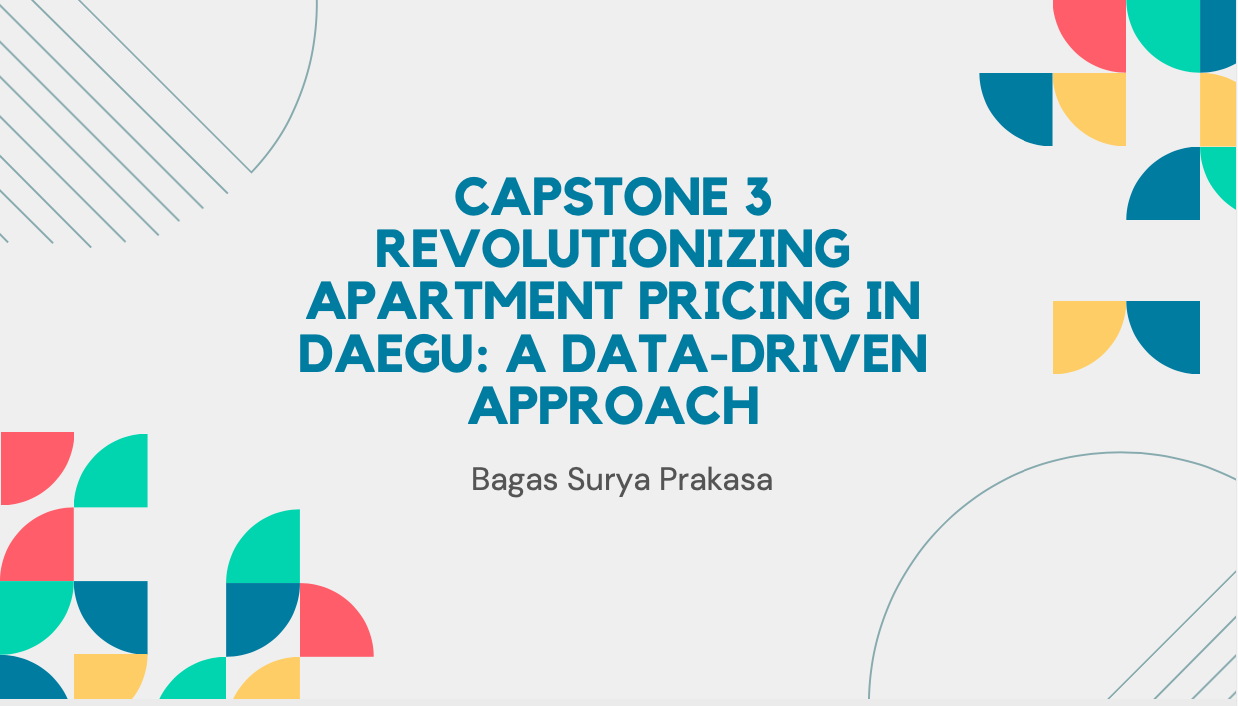 CAPSTONE 3
REVOLUTIONIZING
APARTMENT PRICING IN
DAEGU: A DATA-DRIVEN
APPROACH
Bagas Surya Prakasa